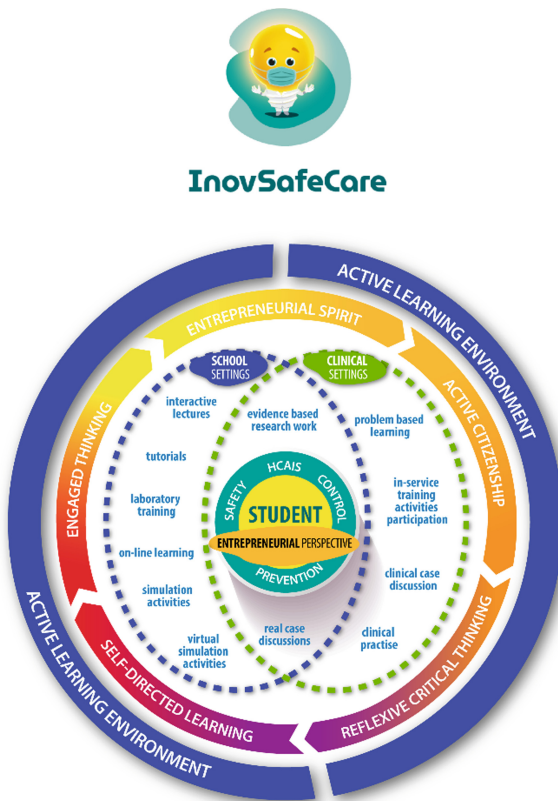 InovSafeCare
ACTIVE LEARNING ENVIRONMENT
ENTREPRENEURIAL SPIRIT
SCHOOL
SETTINGS
CLINICAL
SETTINGS
interactive
lectures
evidence based
research work
problem based
learning
ENGAGED THINKING
ACTIVE CITIZENSHIP
tutorials
laboratory
training
SAFETY HCAIS CONTROL
in-service
training
activities
participation
STUDENT
ENTREPRENEURIAL PERSPECTIVE
PREVENTION
on-line learning
clinical case
discussion
simulation
activities
real case
discussions
clinical
practise
virtual
simulation
activities
SELF-DIRECTED LEARNING
REFLEXIVE CRITICAL THINKING
ACTIVE LEARNING ENVIRONMENT